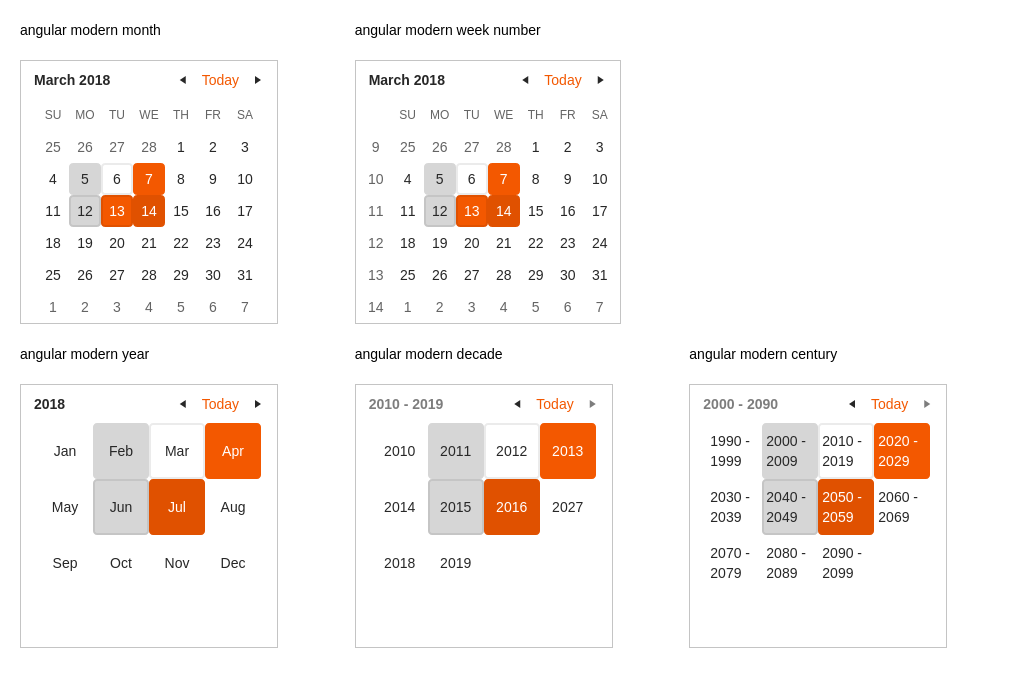 angular modern month
angular modern week number
March 2018 Today
March 2018 Today
SU MO TU WE TH FR SA
25 26 27 28 1 2 3
4 5 6 7 8 9 10
11 12 13 14 15 16 17
18 19 20 21 22 23 24
25 26 27 28 29 30 31
1 2 3 4 5 6 7
SU MO TU WE TH FR SA
9 25 26 27 28 1 2 3
10 4 5 6 7 8 9 10
11 11 12 13 14 15 16 17
12 18 19 20 21 22 23 24
13 25 26 27 28 29 30 31
14 1 2 3 4 5 6 7
angular modern year
angular modern decade
angular modern century
2018 Today
Jan Feb Mar Apr
May Jun Jul Aug
Sep Oct Nov Dec
2010 - 2019 Today
2010 2011 2012 2013
2014 2015 2016 2027
2018 2019
2000 - 2090 Today
1990 - 2000 - 2010 - 2020 -
1999 2009 2019 2029
2030 - 2040 - 2050 - 2060 -
2039 2049 2059 2069
2070 - 2080 - 2090 -
2079 2089 2099